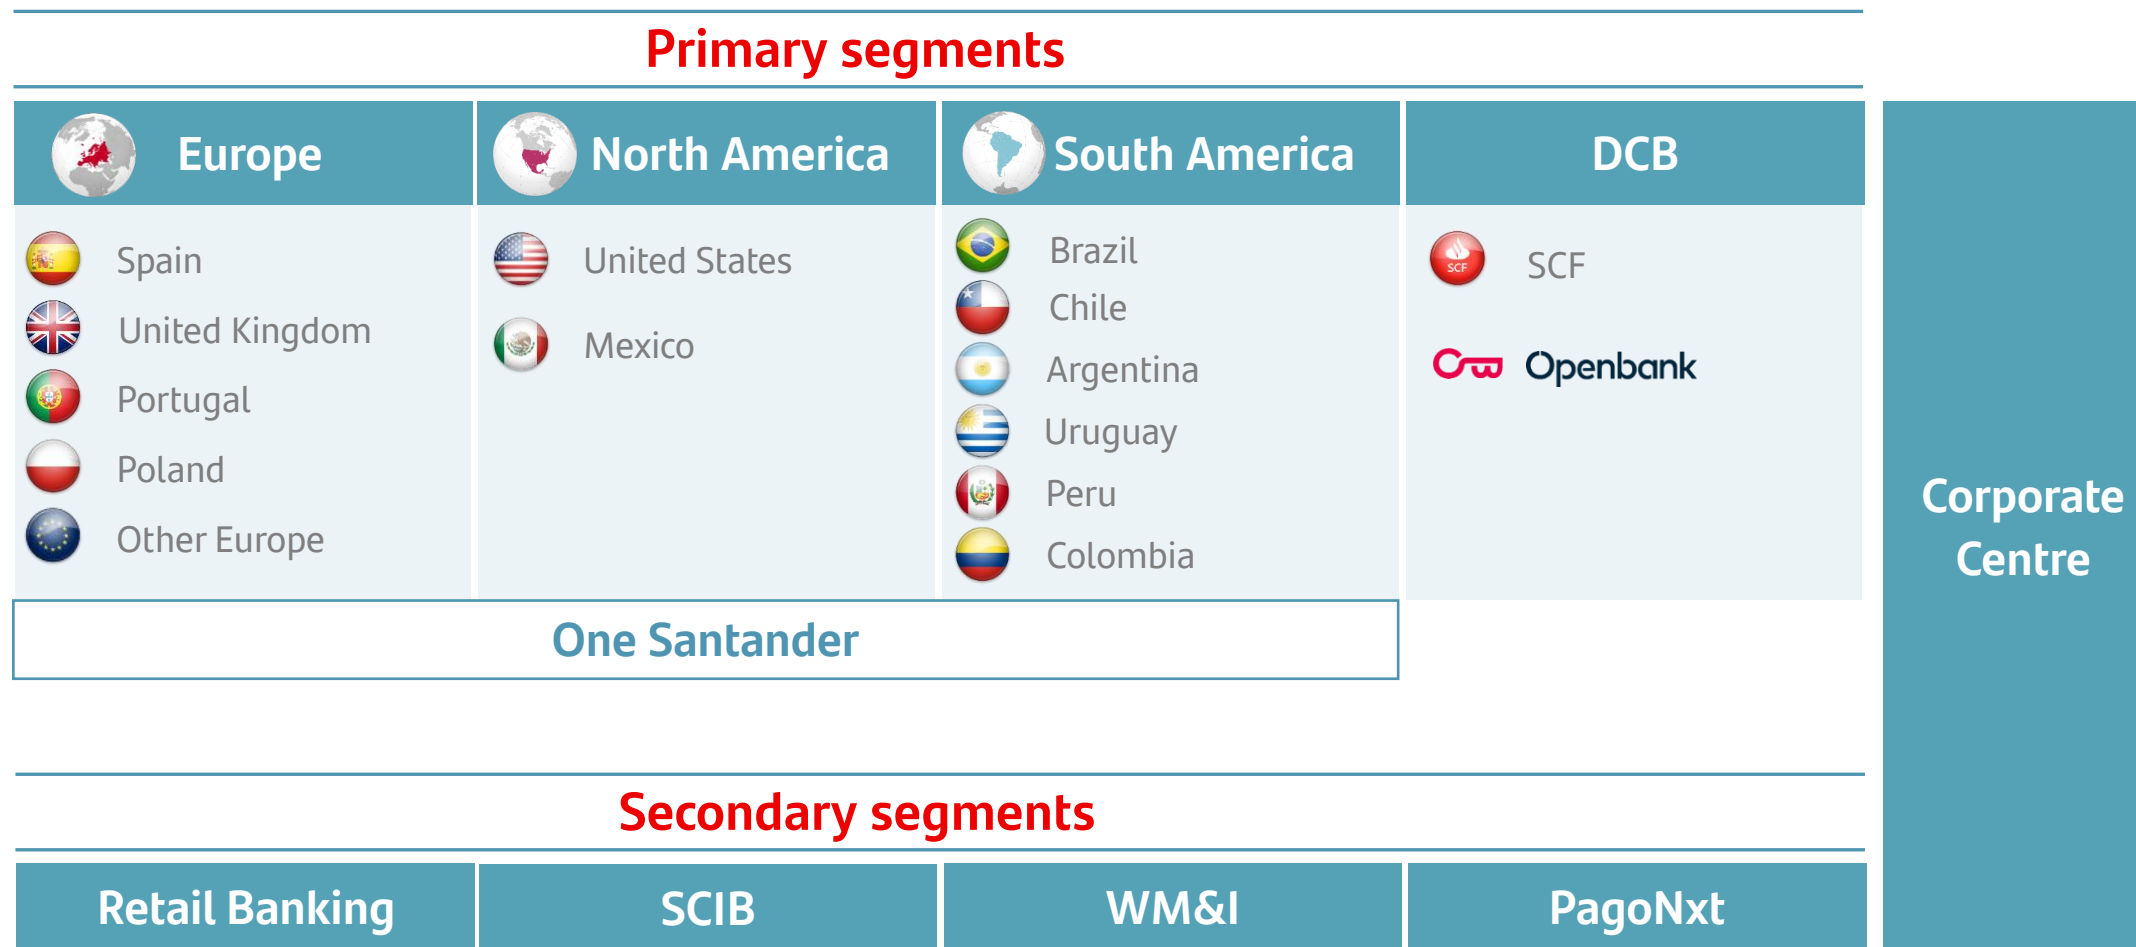 Primary segments
Europe
North America
South America
DCB
Spain
United Kingdom
Portugal
Poland
Other Europe
United States
Mexico
Brazil
Chile
Argentina
Uruguay
Peru
Colombia
SCF
SCF
Openbank
One Santander
Corporate
Centre
Secondary segments
Retail Banking
SCIB
WM&I
PagoNxt